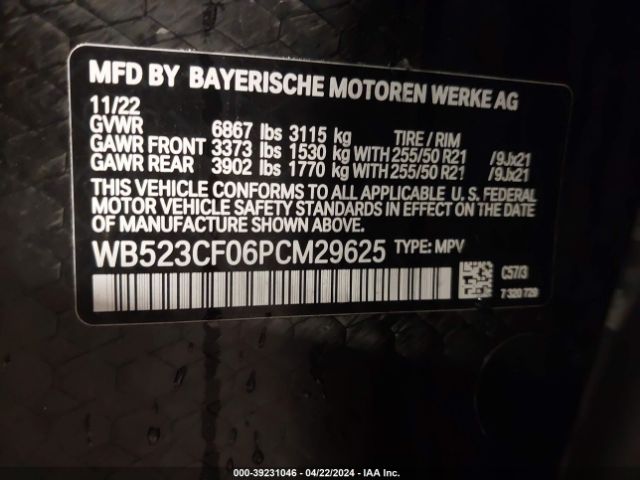 MFD BY BAYERISCHE MOTOREN WERKE AG
11/22
GVWR 6867 lbs 3115 kg TIRE / RIM
GAWR FRONT 3373 lbs 1530 kg WITH 255/50 R21 /9Jx21
GAWR REAR 3902 lbs 1770 kg WITH 255/50 R21 /9Jx21
THIS VEHICLE CONFORMS TO ALL APPLICABLE U. S. FEDERAL
MOTOR VEHICLE SAFETY STANDARDS IN EFFECT ON THE DATE
OF MANUFACTURE SHOWN ABOVE.
WB523CF06PCM29625 TYPE: MPV
C57/3
7 320 729
000-39231046 - 04/22/2024 - IAA Inc.